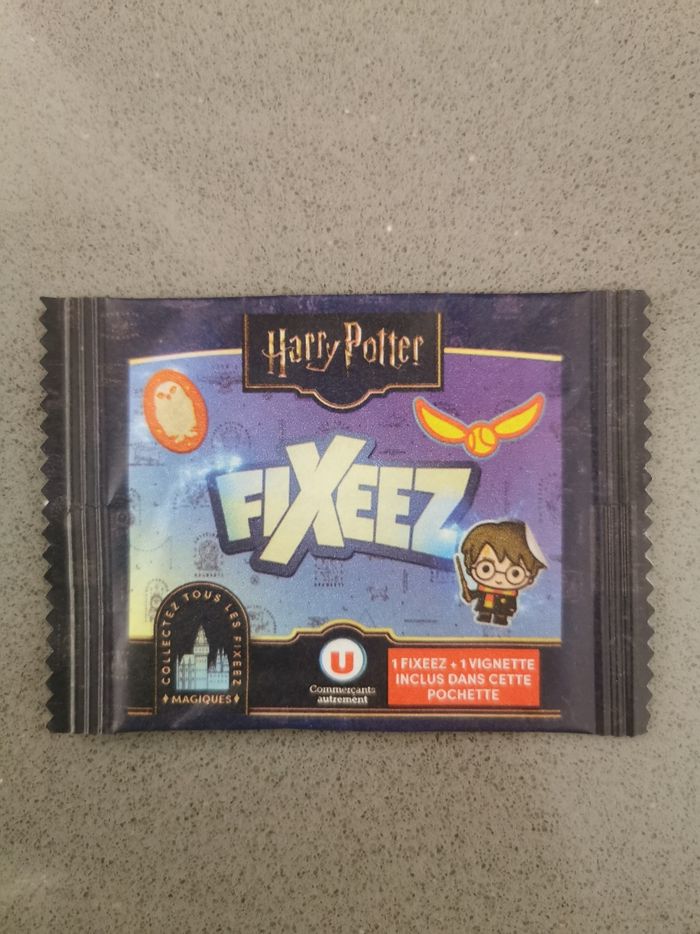 Harry Potter
FIXEEZ
COLLECTEZ TOUS LES FIXEEZ
MAGIQUES
U
Commerçants
autrement
1 FIXEEZ + 1 VIGNETTE
INCLUS DANS CETTE
POCHETTE